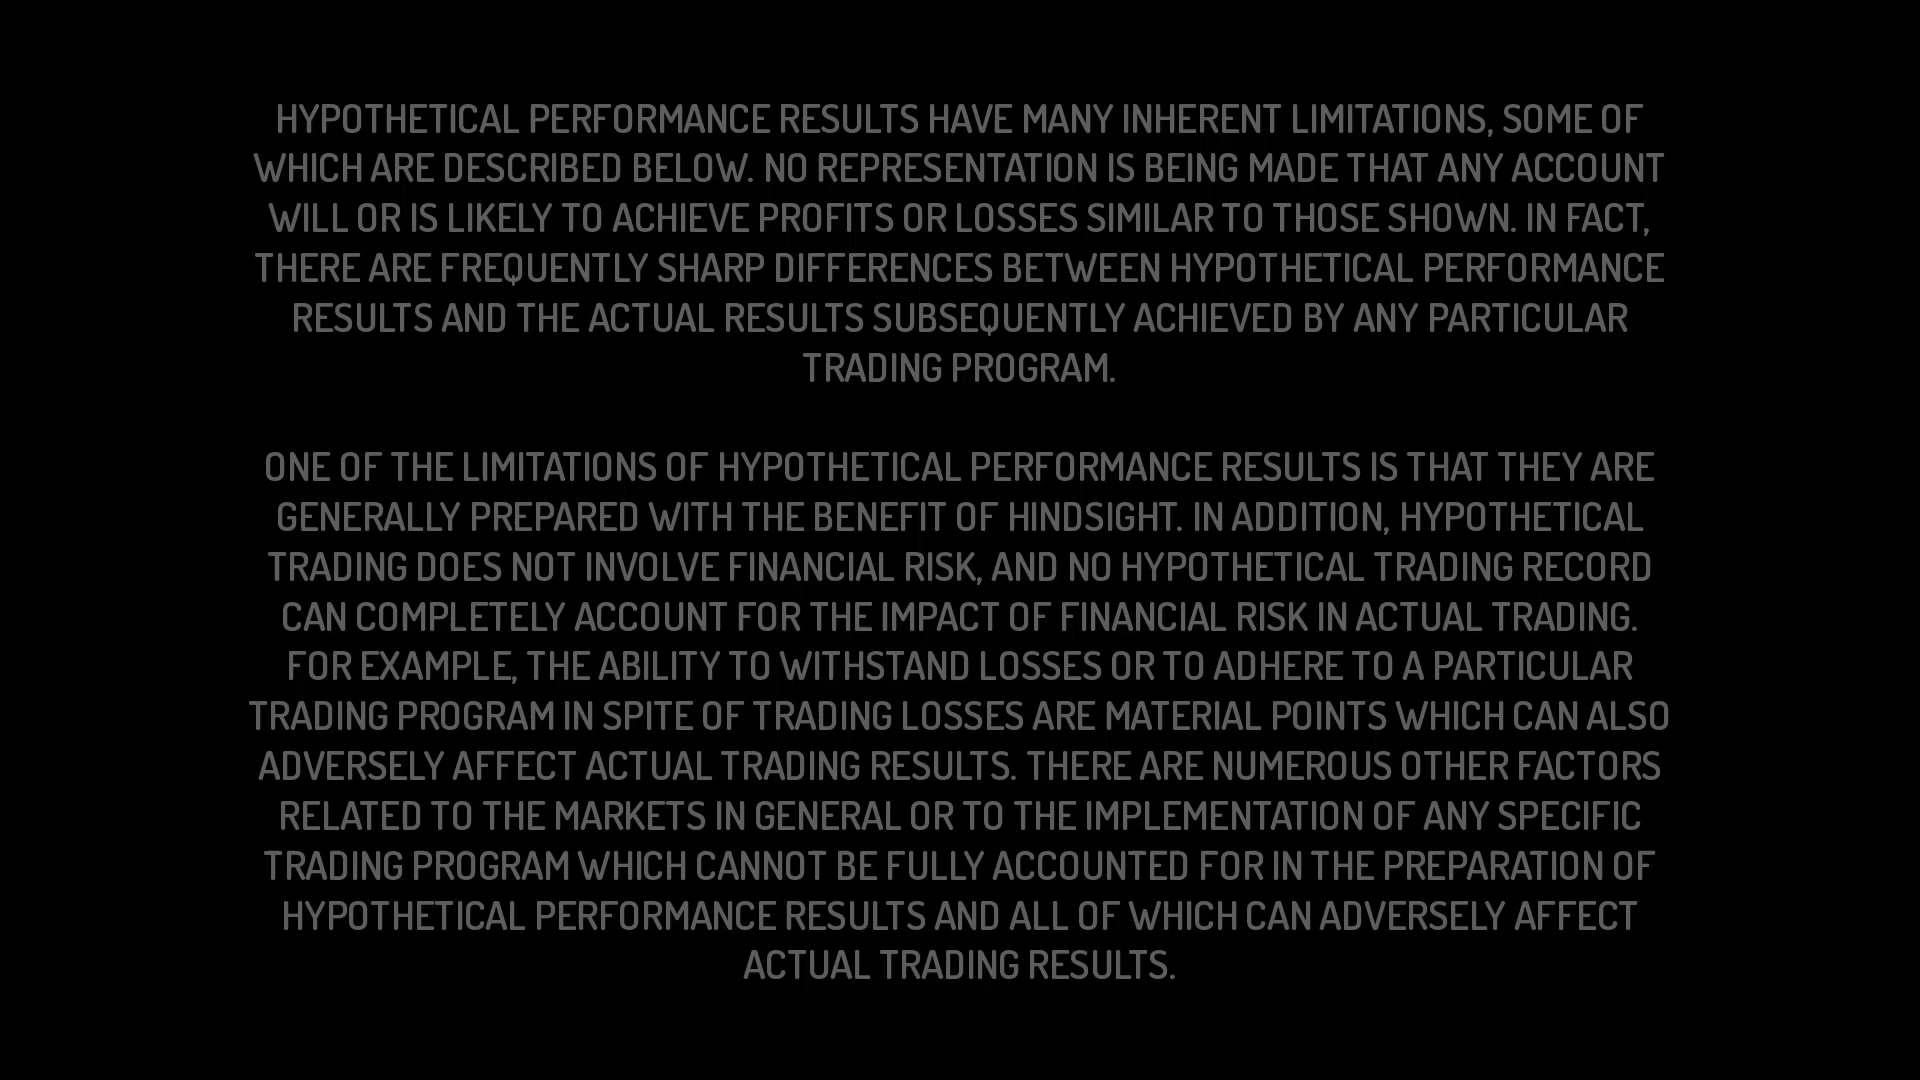 HYPOTHETICAL PERFORMANCE RESULTS HAVE MANY INHERENT LIMITATIONS, SOME OF
WHICH ARE DESCRIBED BELOW. NO REPRESENTATION IS BEING MADE THAT ANY ACCOUNT
WILL OR IS LIKELY TO ACHIEVE PROFITS OR LOSSES SIMILAR TO THOSE SHOWN. IN FACT,
THERE ARE FREQUENTLY SHARP DIFFERENCES BETWEEN HYPOTHETICAL PERFORMANCE
RESULTS AND THE ACTUAL RESULTS SUBSEQUENTLY ACHIEVED BY ANY PARTICULAR
TRADING PROGRAM.
ONE OF THE LIMITATIONS OF HYPOTHETICAL PERFORMANCE RESULTS IS THAT THEY ARE
GENERALLY PREPARED WITH THE BENEFIT OF HINDSIGHT. IN ADDITION, HYPOTHETICAL
TRADING DOES NOT INVOLVE FINANCIAL RISK, AND NO HYPOTHETICAL TRADING RECORD
CAN COMPLETELY ACCOUNT FOR THE IMPACT OF FINANCIAL RISK IN ACTUAL TRADING.
FOR EXAMPLE, THE ABILITY TO WITHSTAND LOSSES OR TO ADHERE TO A PARTICULAR
TRADING PROGRAM IN SPITE OF TRADING LOSSES ARE MATERIAL POINTS WHICH CAN ALSO
ADVERSELY AFFECT ACTUAL TRADING RESULTS. THERE ARE NUMEROUS OTHER FACTORS
RELATED TO THE MARKETS IN GENERAL OR TO THE IMPLEMENTATION OF ANY SPECIFIC
TRADING PROGRAM WHICH CANNOT BE FULLY ACCOUNTED FOR IN THE PREPARATION OF
HYPOTHETICAL PERFORMANCE RESULTS AND ALL OF WHICH CAN ADVERSELY AFFECT
ACTUAL TRADING RESULTS.